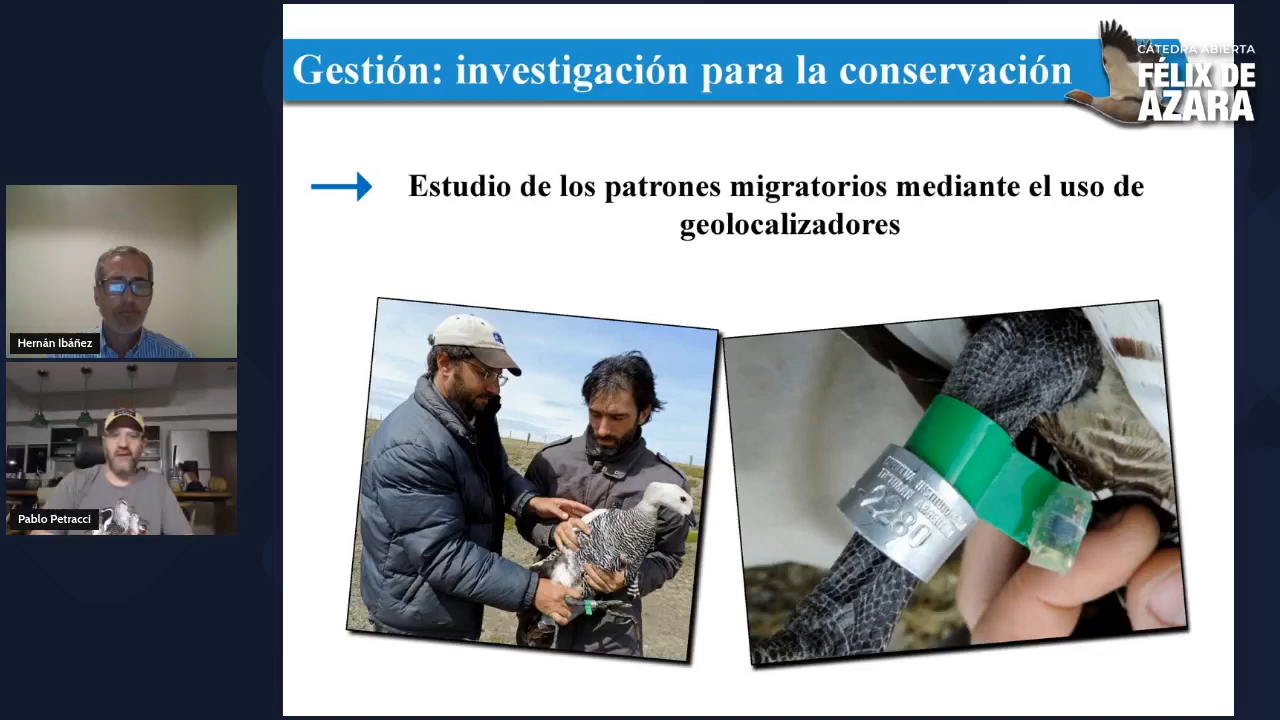 Gestión: investigación para la conservación
CÁTEDRA ABIERTA
FÉLIX DE
AZARA
Estudio de los patrones migratorios mediante el uso de
geolocalizadores
Hernán Ibáñez
Pablo Petracci
2280